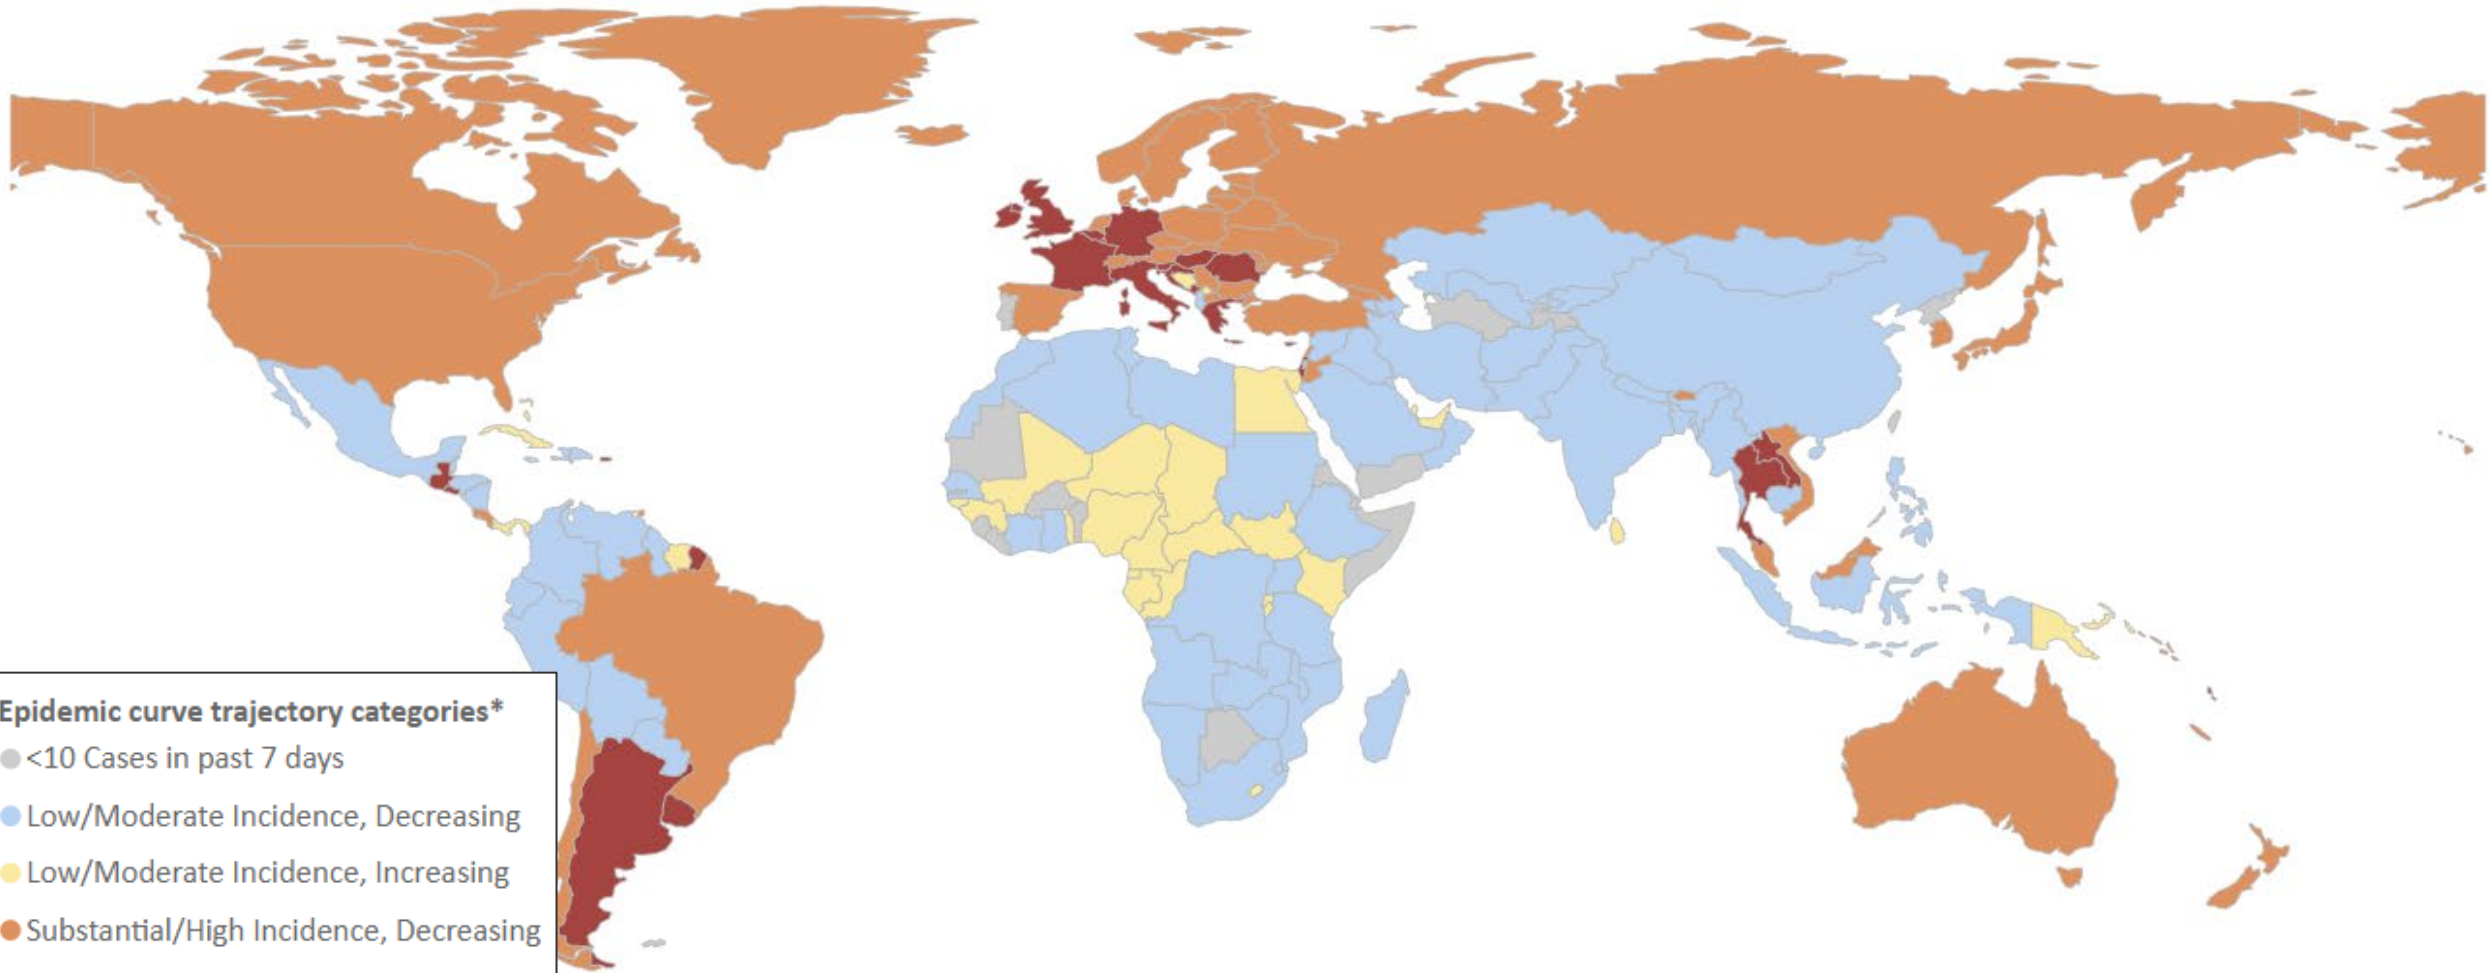 Epidemic curve trajectory categories*
<10 Cases in past 7 days
Low/Moderate Incidence, Decreasing
Low/Moderate Incidence, Increasing
Substantial/High Incidence, Decreasing